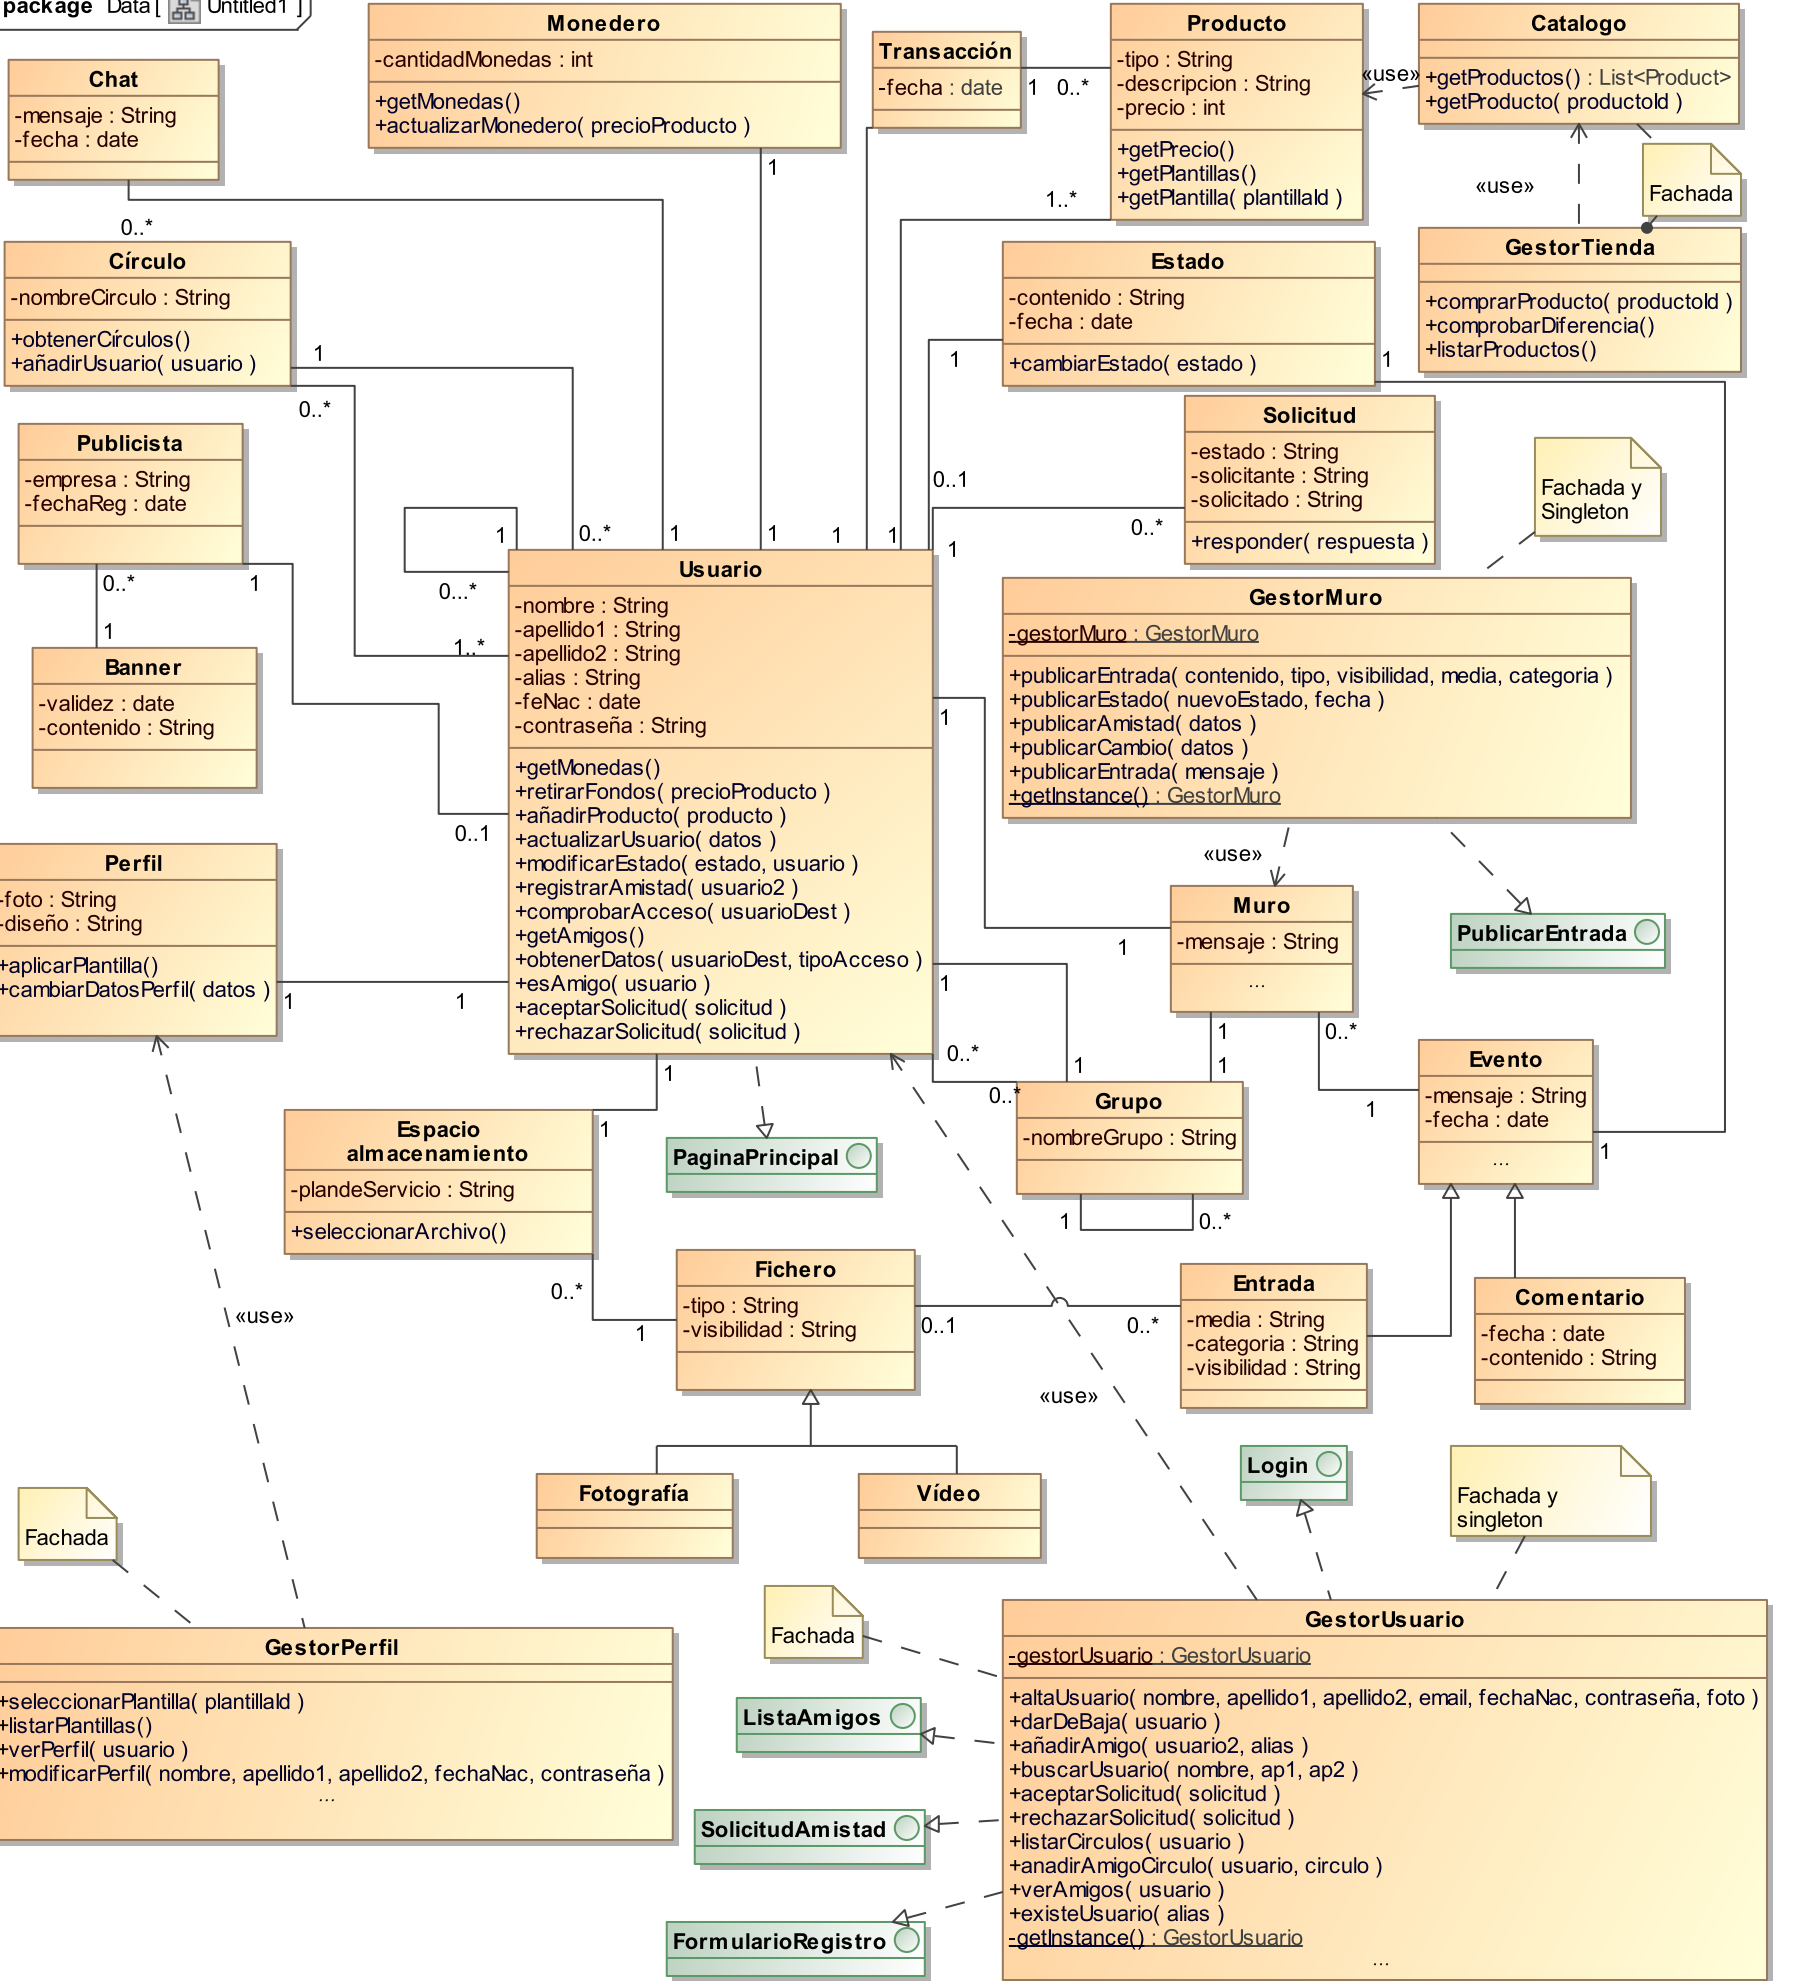 package Data [ Untitled1 ]
Monedero
-cantidadMonedas : int
+getMonedas()
+actualizarMonedero( precioProducto )
1
1
Transacción
-fecha : date
1
0..*
1
Producto
-tipo : String
-descripcion : String
-precio : int
+getPrecio()
+getPlantillas()
+getPlantilla( plantillaId )
1..*
1
«use»
Catalogo
+getProductos() : List<Product>
+getProducto( productoId )
«use»
Fachada
GestorTienda
+comprarProducto( productoId )
+comprobarDiferencia()
+listarProductos()
Chat
-mensaje : String
-fecha : date
0..*
1
Círculo
-nombreCirculo : String
+obtenerCírculos()
+añadirUsuario( usuario )
1
0..*
0..*
1..*
Estado
-contenido : String
-fecha : date
+cambiarEstado( estado )
1
0..1
1
Solicitud
-estado : String
-solicitante : String
-solicitado : String
+responder( respuesta )
0..*
1
Publicista
-empresa : String
-fechaReg : date
0..*
1
1
0..1
Banner
-validez : date
-contenido : String
1
0...*
Usuario
-nombre : String
-apellido1 : String
-apellido2 : String
-alias : String
-feNac : date
-contraseña : String
+getMonedas()
+retirarFondos( precioProducto )
+añadirProducto( producto )
+actualizarUsuario( datos )
+modificarEstado( estado, usuario )
+registrarAmistad( usuario2 )
+comprobarAcceso( usuarioDest )
+getAmigos()
+obtenerDatos( usuarioDest, tipoAcceso )
+esAmigo( usuario )
+aceptarSolicitud( solicitud )
+rechazarSolicitud( solicitud )
Fachada y
Singleton
GestorMuro
-gestorMuro : GestorMuro
+publicarEntrada( contenido, tipo, visibilidad, media, categoria )
+publicarEstado( nuevoEstado, fecha )
+publicarAmistad( datos )
+publicarCambio( datos )
+publicarEntrada( mensaje )
+getInstance() : GestorMuro
«use»
PublicarEntrada
Muro
-mensaje : String
...
1
1
1
1
0..*
1
Perfil
-foto : String
-diseño : String
+aplicarPlantilla()
+cambiarDatosPerfil( datos )
1
1
1
1
0..*
0..*
Grupo
-nombreGrupo : String
1
0..*
Evento
-mensaje : String
-fecha : date
...
1
Espacio
almacenamiento
-plandeServicio : String
+seleccionarArchivo()
1
1
0..*
1
PaginaPrincipal
Fichero
-tipo : String
-visibilidad : String
0..1
0..*
Entrada
-media : String
-categoria : String
-visibilidad : String
Comentario
-fecha : date
-contenido : String
«use»
«use»
Fotografía
Vídeo
Login
Fachada y
singleton
Fachada
GestorPerfil
+seleccionarPlantilla( plantillaId )
+listarPlantillas()
+verPerfil( usuario )
+modificarPerfil( nombre, apellido1, apellido2, fechaNac, contraseña )
...
Fachada
ListaAmigos
SolicitudAmistad
FormularioRegistro
GestorUsuario
-gestorUsuario : GestorUsuario
+altaUsuario( nombre, apellido1, apellido2, email, fechaNac, contraseña, foto )
+darDeBaja( usuario )
+añadirAmigo( usuario2, alias )
+buscarUsuario( nombre, ap1, ap2 )
+aceptarSolicitud( solicitud )
+rechazarSolicitud( solicitud )
+listarCirculos( usuario )
+anadirAmigoCirculo( usuario, circulo )
+verAmigos( usuario )
+existeUsuario( alias )
-getInstance() : GestorUsuario
...